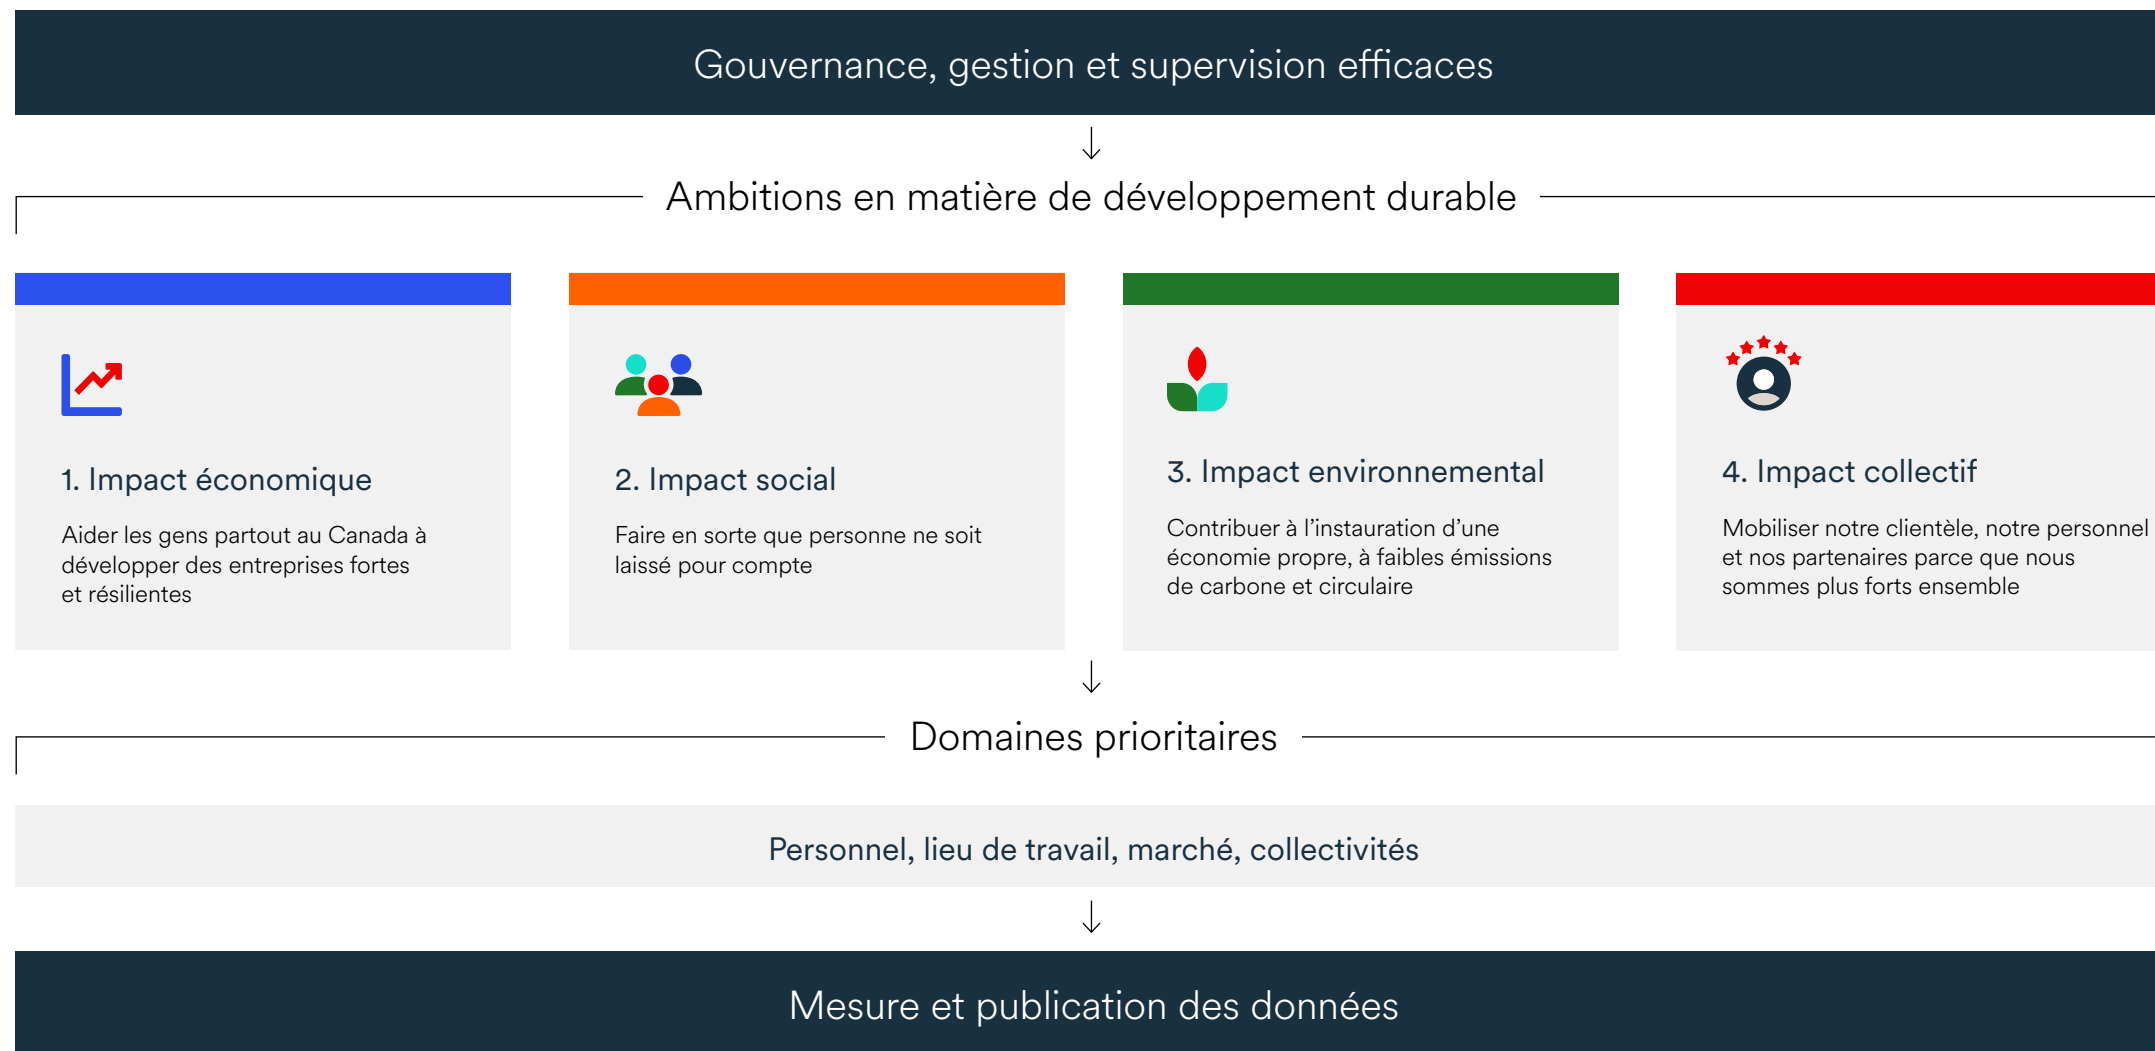 Gouvernance, gestion et supervision efficaces
Ambitions en matière de développement durable
1. Impact économique
Aider les gens partout au Canada à
développer des entreprises fortes
et résilientes
2. Impact social
Faire en sorte que personne ne soit
laissé pour compte
3. Impact environnemental
Contribuer à l’instauration d’une
économie propre, à faibles émissions
de carbone et circulaire
4. Impact collectif
Mobiliser notre clientèle, notre personnel
et nos partenaires parce que nous
sommes plus forts ensemble
Domaines prioritaires
Personnel, lieu de travail, marché, collectivités
Mesure et publication des données